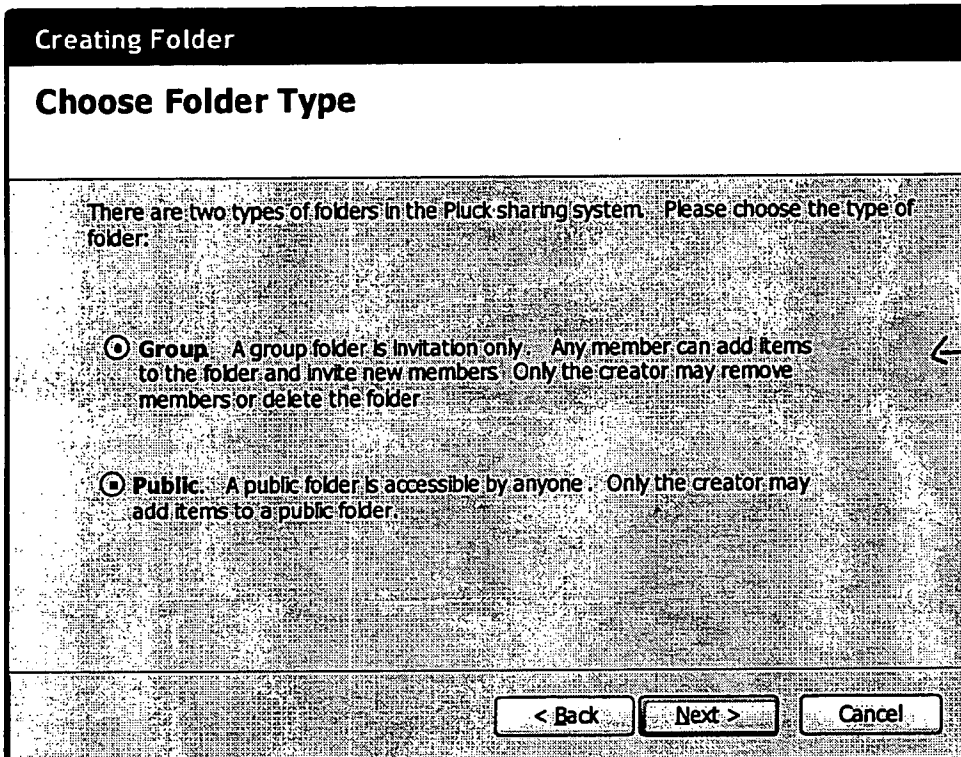 Creating Folder
Choose Folder Type
There are two types of folders in the Pluck sharing system. Please choose the type of
folder:
Group. A group folder is invitation only. Any member can add items
to the folder and invite new members. Only the creator may remove
members or delete the folder
Public. A public folder is accessible by anyone. Only the creator may
add items to a public folder.
< Back Next > Cancel